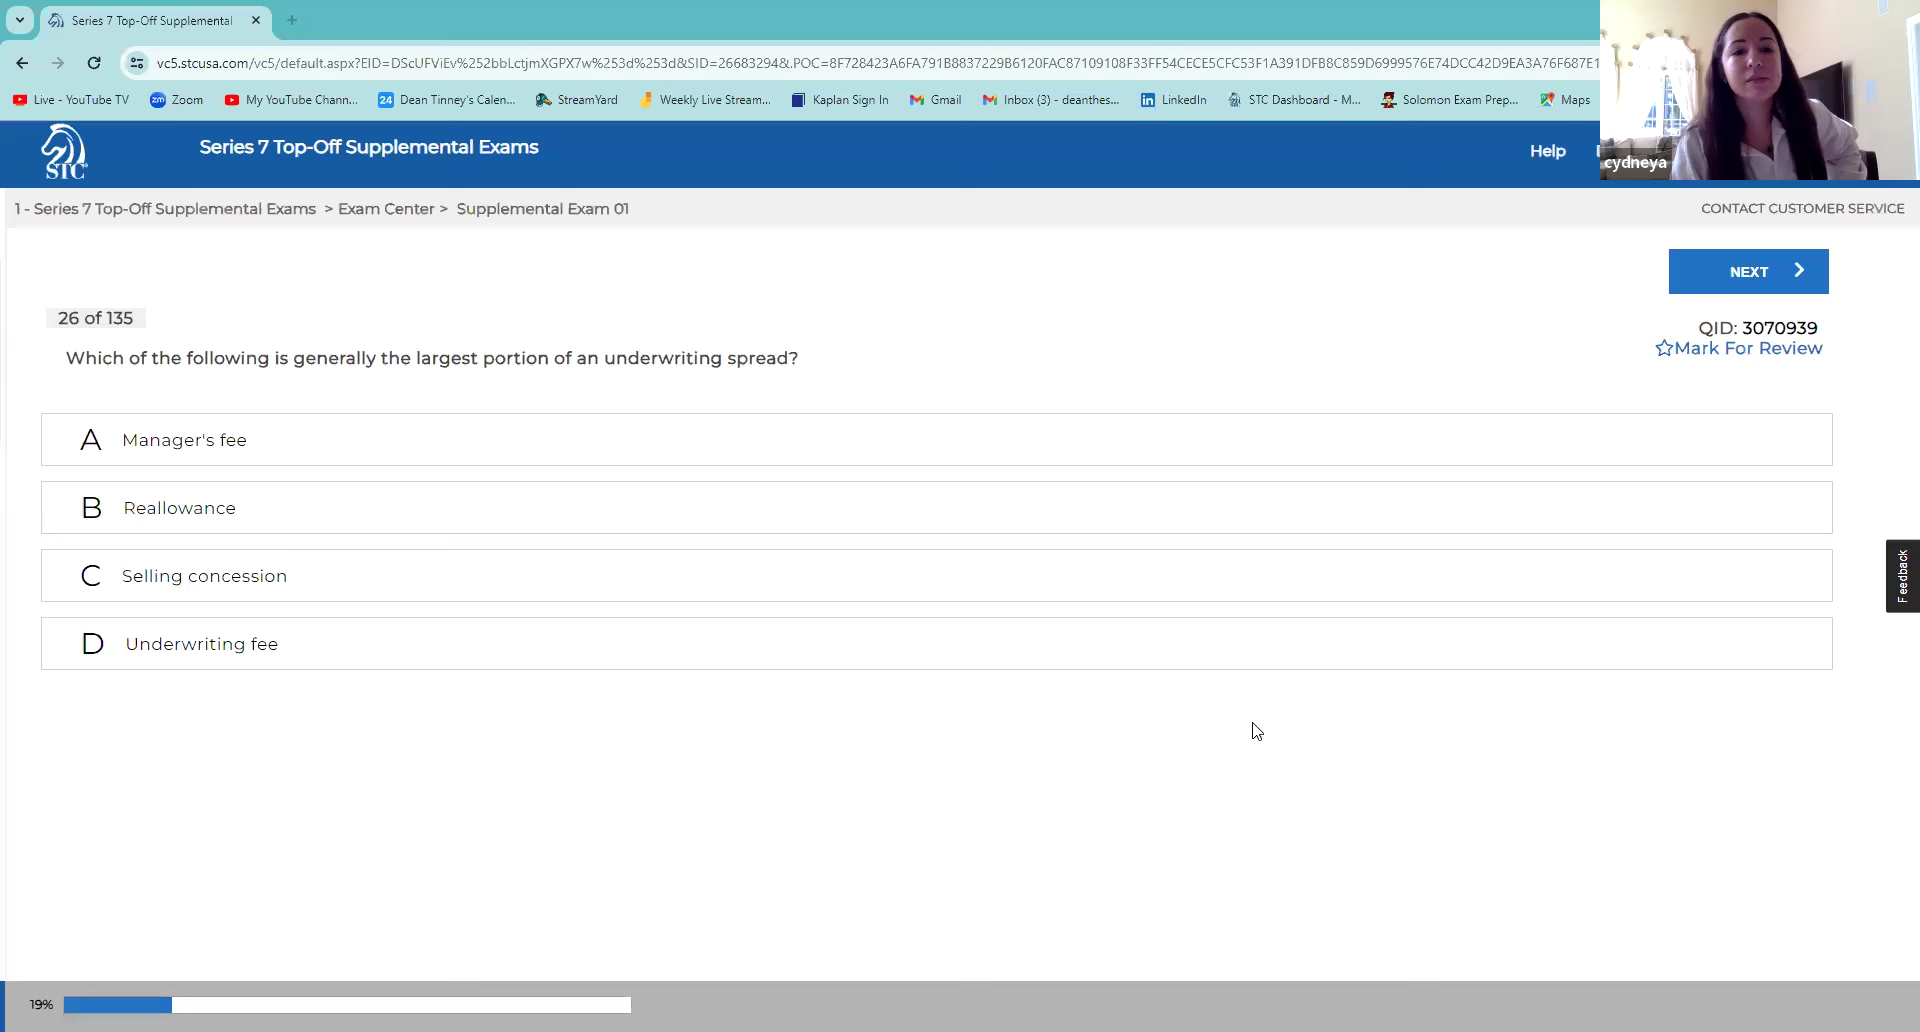 Series 7 Top-Off Supplemental
vc5.stcusa.com/vc5/default.aspx?EID=DScUFViEv%252bbLctjmXGPX7w%253d%253d&SID=26683294&.POC=8F728423A6FA791B8837229B6120FAC87109108F33FF54CECE5CFC53F1A391DFB8C859D6999576E74DCC42D9EA3A76F687E1
Live - YouTube TV
Zoom
My YouTube Chann...
24 Dean Tinney's Calen...
StreamYard
Weekly Live Stream...
Kaplan Sign In
Gmail
Inbox (3) - deanthes...
LinkedIn
STC Dashboard - M...
Solomon Exam Prep...
Maps
STC
Series 7 Top-Off Supplemental Exams
Help
cydneya
1 - Series 7 Top-Off Supplemental Exams > Exam Center > Supplemental Exam 01
CONTACT CUSTOMER SERVICE
NEXT
26 of 135
QID: 3070939
Mark For Review
Which of the following is generally the largest portion of an underwriting spread?
A Manager's fee
B Reallowance
C Selling concession
D Underwriting fee
Feedback
19%